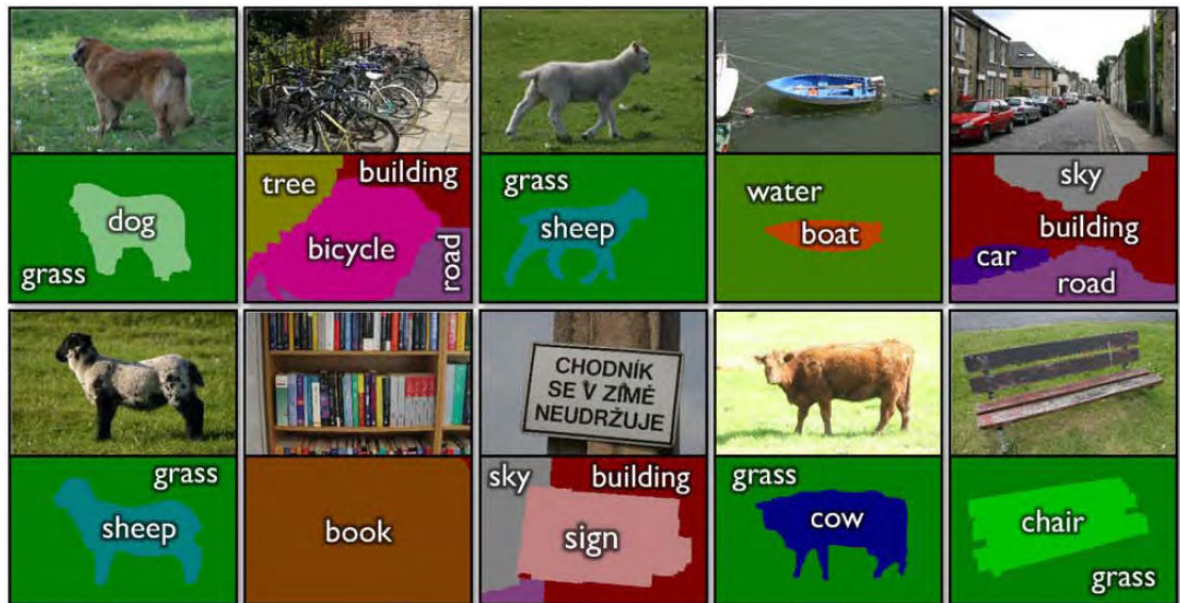 dog
grass
tree
building
bicycle
road
grass
sheep
water
boat
sky
building
car
road
CHODNÍK
SE V ZIMĚ
NEUDRŽUJE
grass
sheep
book
sky
building
sign
grass
cow
chair
grass